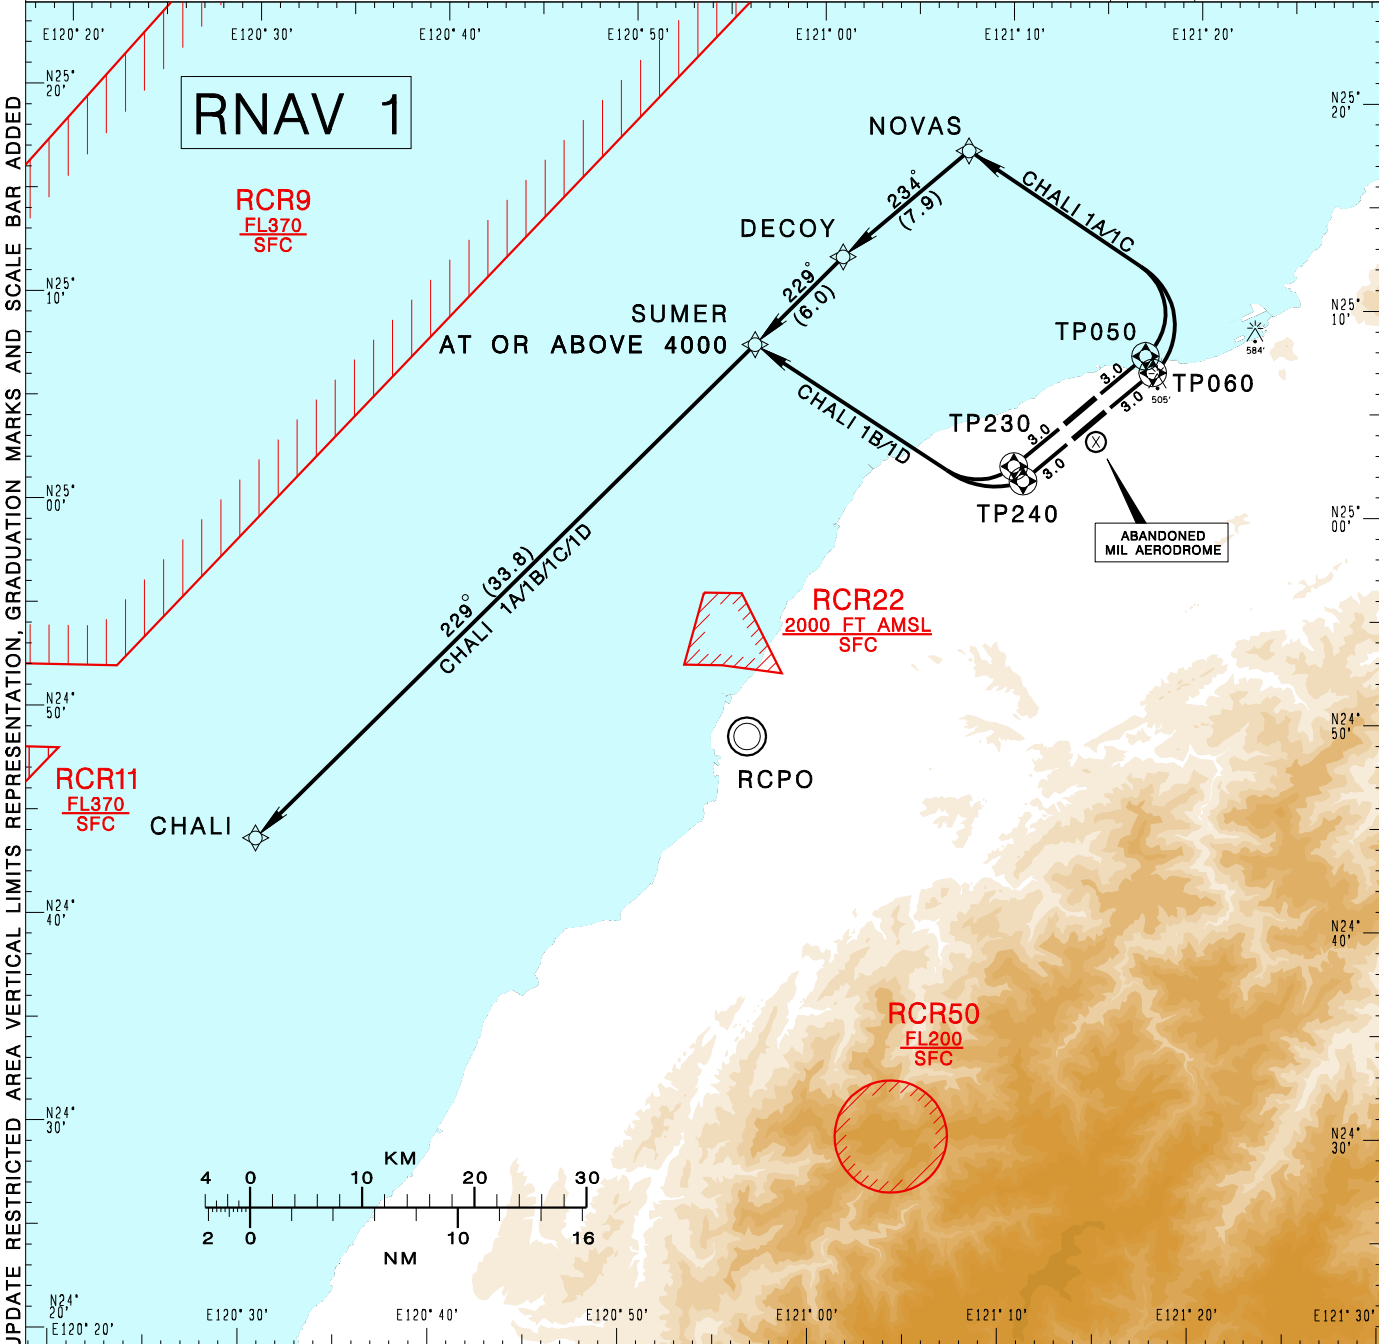 E120°20'
E120°30'
E120°40'
E120°50'
E121°00'
E121°10'
E121°20'
N25°
20'
N25°
20'
RNAV 1
NOVAS
CHALI 1A/1C
234°
(7.9)
RCR9
FL370
SFC
DECOY
229°
(6.0)
N25°
10'
N25°
10'
SUMER
AT OR ABOVE 4000
TP050
584'
TP060
505'
3.0
3.0
CHALI 1B/1D
TP230
3.0
3.0
TP240
N25°
00'
N25°
00'
ABANDONED
MIL AERODROME
229° (33.8)
CHALI 1A/1B/1C/1D
RCR22
2000 FT AMSL
SFC
N24°
50'
N24°
50'
RCPO
RCR11
FL370
SFC
CHALI
N24°
40'
N24°
40'
RCR50
FL200
SFC
N24°
30'
N24°
30'
KM
4 0 10 20 30
2 0 10 16
NM
N24°
20'
E120°20'
E120°30'
E120°40'
E120°50'
E121°00'
E121°10'
E121°20'
E121°30'
UPDATE RESTRICTED AREA VERTICAL LIMITS REPRESENTATION, GRADUATION MARKS AND SCALE BAR ADDED